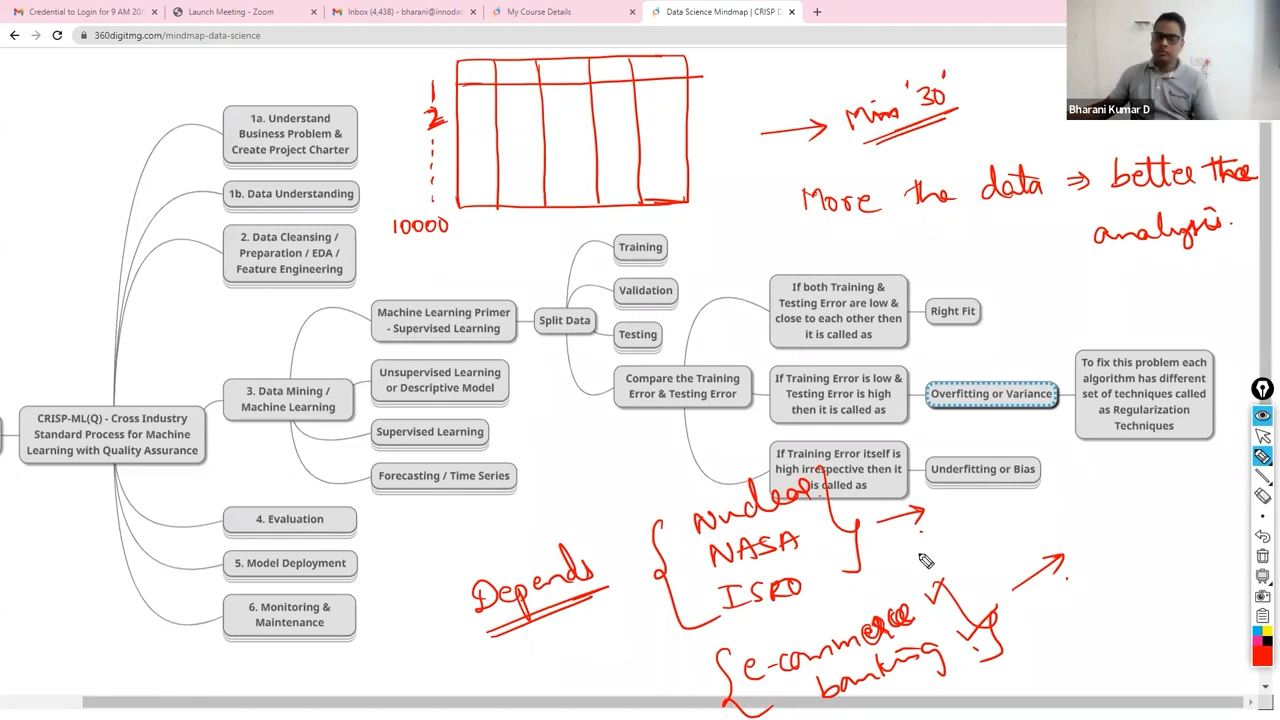 Credential to Login for 9 AM 20/
Launch Meeting - Zoom
Inbox (4,438) - bharani@innodat
My Course Details
Data Science Mindmap | CRISP D
360digitmg.com/mindmap-data-science
Bharani Kumar D
1
2
10000
Min '30'
More the data ⇒ better the
analysis.
1a. Understand
Business Problem &
Create Project Charter
1b. Data Understanding
2. Data Cleansing /
Preparation / EDA /
Feature Engineering
CRISP-ML(Q) - Cross Industry
Standard Process for Machine
Learning with Quality Assurance
3. Data Mining /
Machine Learning
Machine Learning Primer
- Supervised Learning
Unsupervised Learning
or Descriptive Model
Supervised Learning
Forecasting / Time Series
Split Data
Training
Validation
Testing
Compare the Training
Error & Testing Error
If both Training &
Testing Error are low &
close to each other then
it is called as
Right Fit
If Training Error is low &
Testing Error is high
then it is called as
Overfitting or Variance
To fix this problem each
algorithm has different
set of techniques called
as Regularization
Techniques
If Training Error itself is
high irrespective then it
is called as
Underfitting or Bias
4. Evaluation
5. Model Deployment
6. Monitoring &
Maintenance
Depends
Nuclear
NASA
ISRO
e-commerce
banking